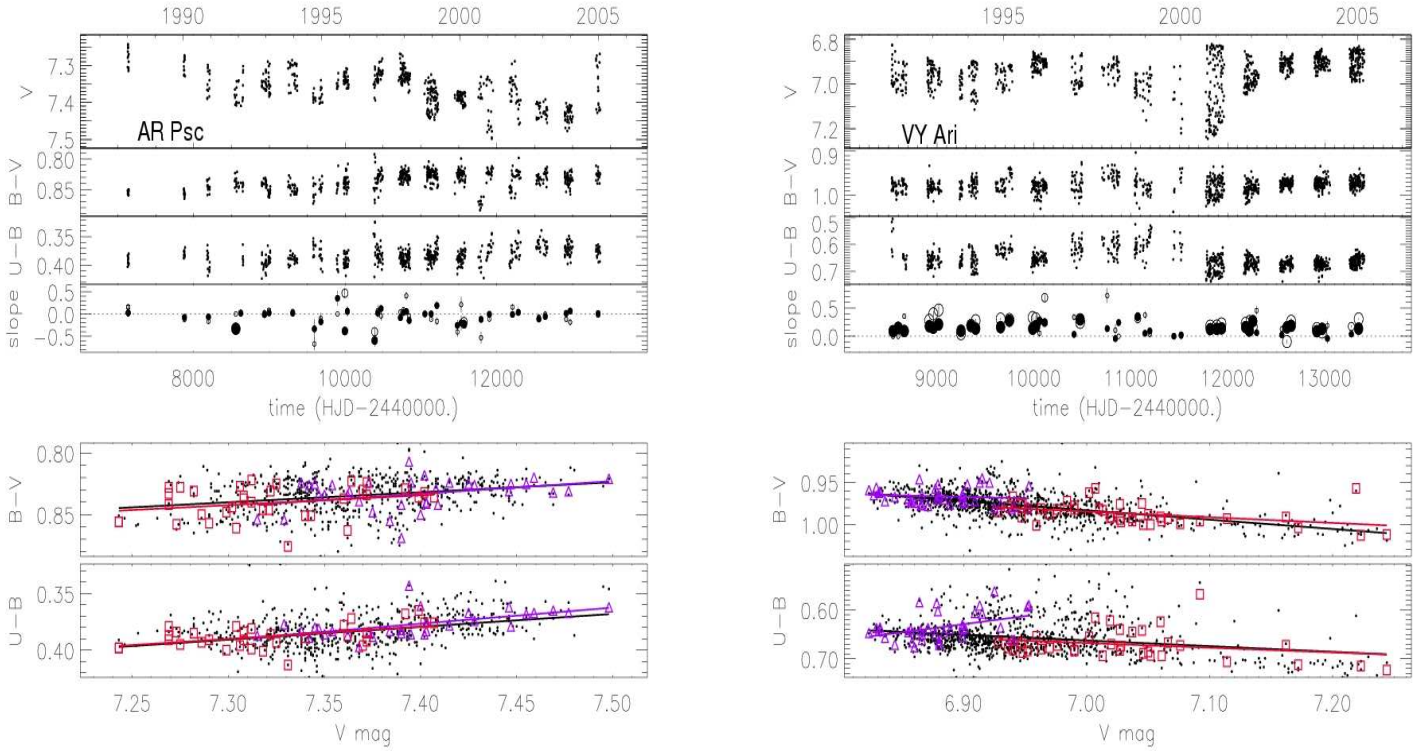 1990 1995 2000 2005
V
7.3
7.4
7.5
AR Psc
B-V
0.80
0.85
U-B
0.35
0.40
slope
0.5
0.0
-0.5
8000 10000 12000
time (HJD-2440000.)
1995 2000 2005
V
6.8
7.0
7.2
VY Ari
B-V
0.9
1.0
U-B
0.5
0.6
0.7
slope
0.5
0.0
9000 10000 11000 12000 13000
time (HJD-2440000.)
B-V
0.80
0.85
U-B
0.35
0.40
7.25 7.30 7.35 7.40 7.45 7.50
V mag
B-V
0.95
1.00
U-B
0.60
0.70
6.90 7.00 7.10 7.20
V mag